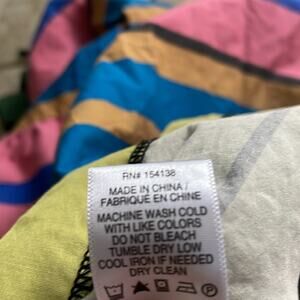 RN# 154138
MADE IN CHINA/
FABRIQUÉ EN CHINE
MACHINE WASH COLD
WITH LIKE COLORS
DO NOT BLEACH
TUMBLE DRY LOW
COOL IRON IF NEEDED
DRY CLEAN